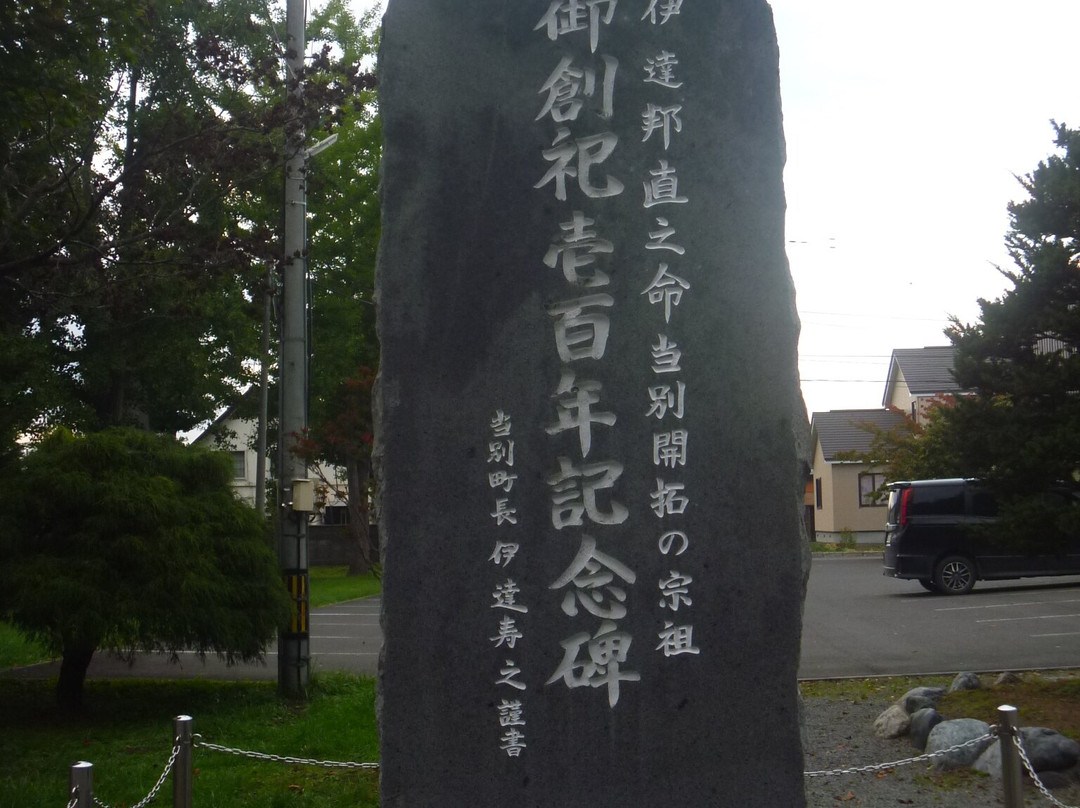 伊達邦直之命当別開拓の宗祖
御創祀壱百年記念碑
当別町長 伊達寿之謹書